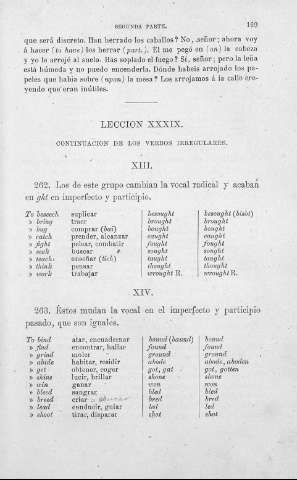 SEGUNDA PARTE. 169
que será discreto. Han herrado los caballos? No, señor; ahora voy
á hacer (to have) los herrar (part.). El me pegó en (on) la cabeza
y yo le arrojé al suelo. Has soplado el fuego? Sí, señor; pero la leña
está húmeda y no puedo encenderla. Dónde habeis arrojado los pa-
peles que había sobre (upon) la mesa? Los arrojamos á la calle cre-
yendo que eran inútiles.
LECCION XXXIX.
CONTINUACION DE LOS VERBOS IRREGULARES.
XIII.
262. Los de este grupo cambian la vocal radical y acaban
en ght en imperfecto y participio.
To beseech suplicar besought besought (bisót)
» bring traer brought brought
» buy comprar (bai) bought bought
» catch prender, alcanzar caught caught
» fight pelear, combatir fought fought
» seek buscar sought sought
» teach enseñar (tich) taught taught
» think pensar thought thought
» work trabajar wrought R. wrought R.
XIV.
263. Éstos mudan la vocal en el imperfecto y participio
pasado, que son iguales.
To bind atar, encuadernar bound (baund) bound
» find encontrar, hallar found found
» grind moler ground ground
» abide habitar, residir abode abode, abiden
» get obtener, coger got, gat got, gotten
» shine lucir, brillar shone shone
» win ganar won won
» bleed sangrar bled bled
» breed criar bred bred
» lead conducir, guiar led led
» shoot tirar, disparar shot shot